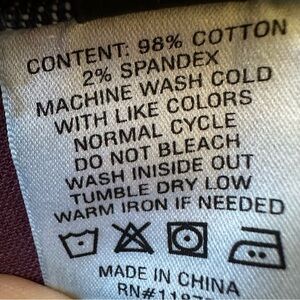 CONTENT: 98% COTTON
2% SPANDEX
MACHINE WASH COLD
WITH LIKE COLORS
NORMAL CYCLE
DO NOT BLEACH
WASH INISIDE OUT
TUMBLE DRY LOW
WARM IRON IF NEEDED
MADE IN CHINA